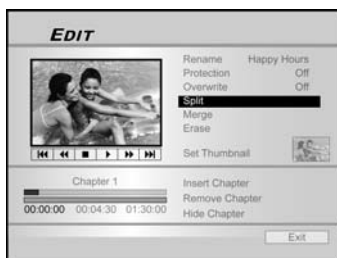 EDIT
Rename Happy Hours
Protection Off
Overwrite Off
Split
Merge
Erase
Set Thumbnail
Chapter 1
00:00:00 00:04:30 01:30:00
Insert Chapter
Remove Chapter
Hide Chapter
Exit